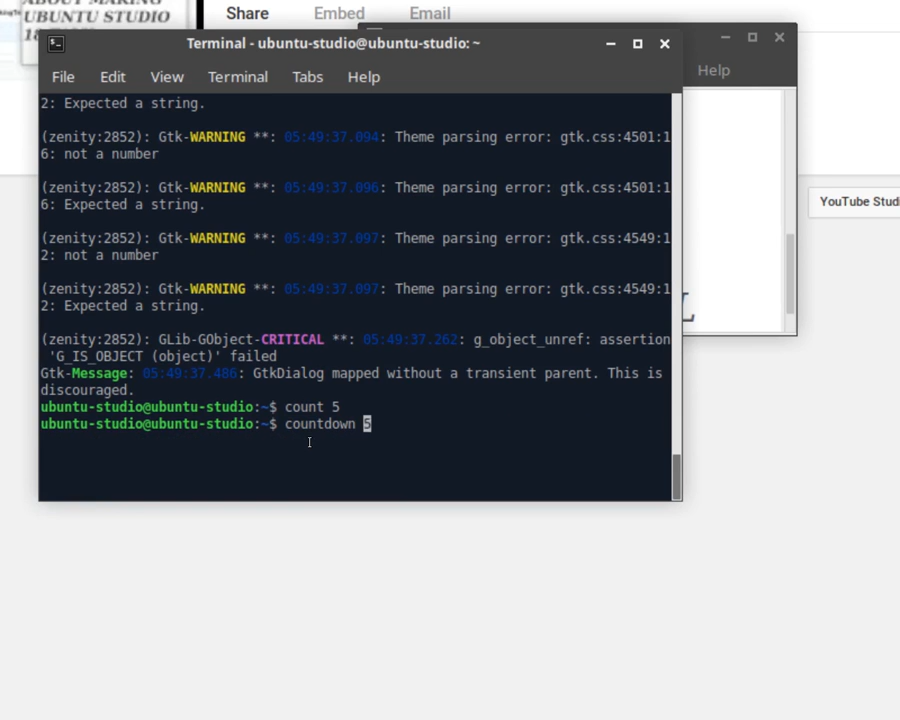 ABOUT MAKING
UBUNTU STUDIO
Share Embed Email
Terminal - ubuntu-studio@ubuntu-studio: ~
File Edit View Terminal Tabs Help
Help
2: Expected a string.
(zenity:2852): Gtk-WARNING **: 05:49:37.094: Theme parsing error: gtk.css:4501:1
6: not a number
(zenity:2852): Gtk-WARNING **: 05:49:37.096: Theme parsing error: gtk.css:4501:1
6: Expected a string.
(zenity:2852): Gtk-WARNING **: 05:49:37.097: Theme parsing error: gtk.css:4549:1
2: not a number
(zenity:2852): Gtk-WARNING **: 05:49:37.097: Theme parsing error: gtk.css:4549:1
2: Expected a string.
(zenity:2852): GLib-GObject-CRITICAL **: 05:49:37.262: g_object_unref: assertion
'G_IS_OBJECT (object)' failed
Gtk-Message: 05:49:37.486: GtkDialog mapped without a transient parent. This is
discouraged.
ubuntu-studio@ubuntu-studio:~$ count 5
ubuntu-studio@ubuntu-studio:~$ countdown 5
YouTube Studi